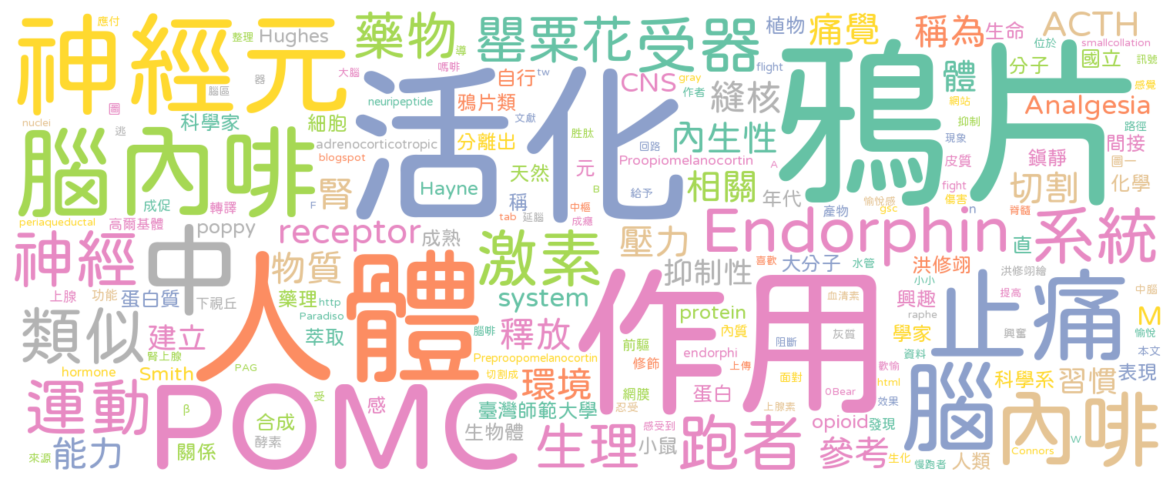 應付
整理
Hughes
藥物
導
罌粟花
受器
植物
痛覺
稱為
生命
ACTH
神經元
大腦
嗎啡
tw
自行
CNS
gray
作者
flight
體
分子
位於
國立
smallcollation
訊號
感覺
器
腦區
圖
nuclei
逃
活化
鴉片
neuripeptide
鴉片類
文獻
縫核
Analgesia
網站
抑制
路徑
科學家
細胞
分離出
胜肽
內生性
現象
間接
adrenocorticotropic
blogspot
回路
Proopiomelanocortin
A
皮質
圖一
鎮靜
化學
腦內啡
腎
Hayne
天然
元
B
給予
相關
年代
愉悅感
fight
傷害
切割
成促
轉譯
F
稱
中樞
產物
gsc
on
脊髓
periaqueductal
高爾基體
poppy
tab
延腦
成癮
Endorphin
系統
神經
中
receptor
成熟
激素
壓力
喜歡
大分子
水管
直
洪修翊
洪修翊繪
中腦
上腺
功能
蛋白質
下視丘
物質
藥理
http
Paradiso
system
抑制性
小小
提高
血清素
興趣
raphe
愉悅
類似
建立
萃取
人體
腦啡
釋放
作用
protein
內質
灰質
學家
興奮
止痛
M
腎上腺
hormone
Smith
PAG
Preproopomelanocortin
切割成
前驅
修飾
endorphi
阻斷
上傳
歡愉
資料
本文
運動
β
受
感
環境
網膜
蛋白
面對
0Bear
html
科學系
習慣
表現
POMC
臺灣師範大學
忍受
上腺素
效果
腦內啡
能力
來源
關係
合成
酵素
生物體
生理
感受到
小鼠
跑者
opioid
發現
參考
生化
慢跑者
人類
w
Connors